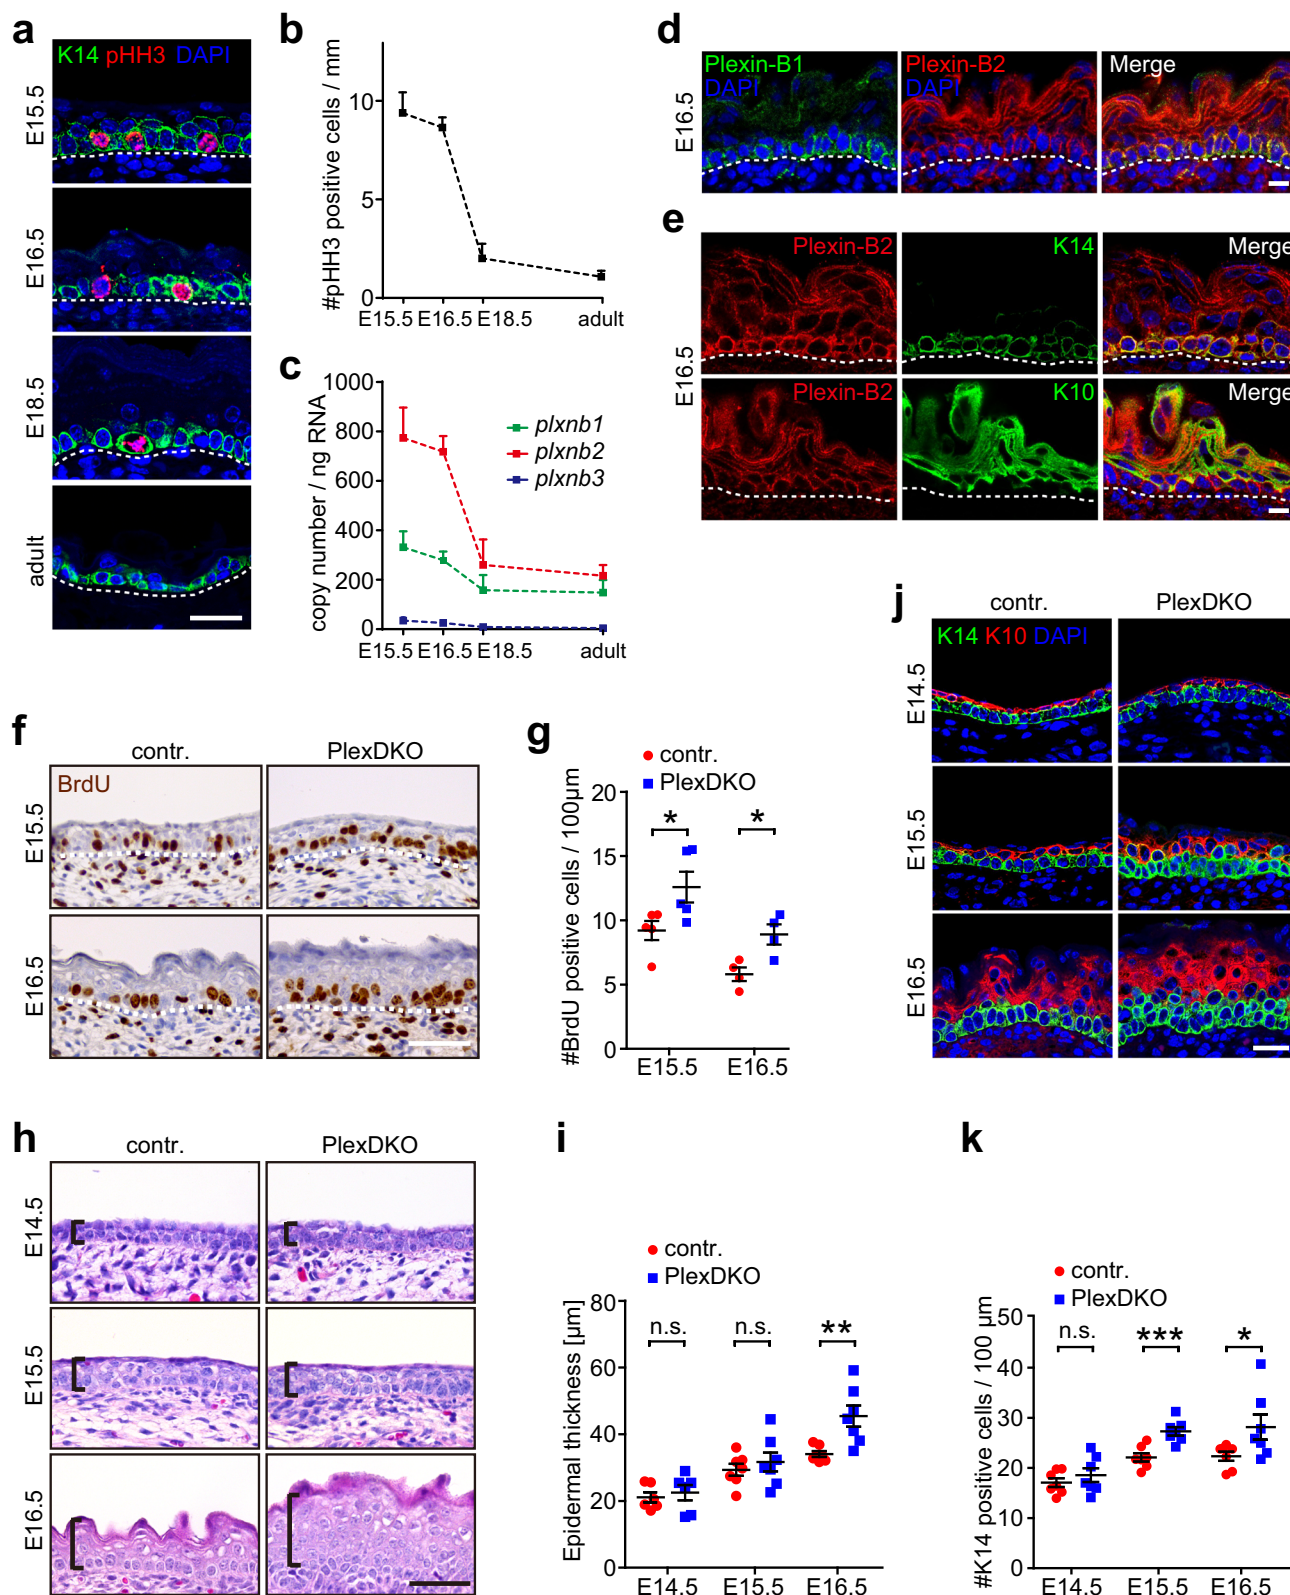 a
K14 pHH3 DAPI
E15.5
E16.5
E18.5
adult
b
#pHH3 positive cells / mm
10
5
0
E15.5 E16.5 E18.5 adult
c
copy number / ng RNA
1000
800
600
400
200
0
plxnb1
plxnb2
plxnb3
E15.5 E16.5 E18.5 adult
d
E16.5
Plexin-B1
DAPI
Plexin-B2
DAPI
Merge
e
E16.5
Plexin-B2 K14 Merge
Plexin-B2 K10 Merge
f
contr. PlexDKO
BrdU
E15.5
E16.5
g
contr.
PlexDKO
#BrdU positive cells / 100µm
20
15
10
5
0
* *
E15.5 E16.5
h
contr. PlexDKO
E14.5
E15.5
E16.5
i
contr.
PlexDKO
Epidermal thickness [µm]
80
60
40
20
0
n.s. n.s. **
E14.5 E15.5 E16.5
j
contr. PlexDKO
K14 K10 DAPI
E14.5
E15.5
E16.5
k
contr.
PlexDKO
#K14 positive cells / 100 µm
50
40
30
20
10
0
n.s. *** *
E14.5 E15.5 E16.5